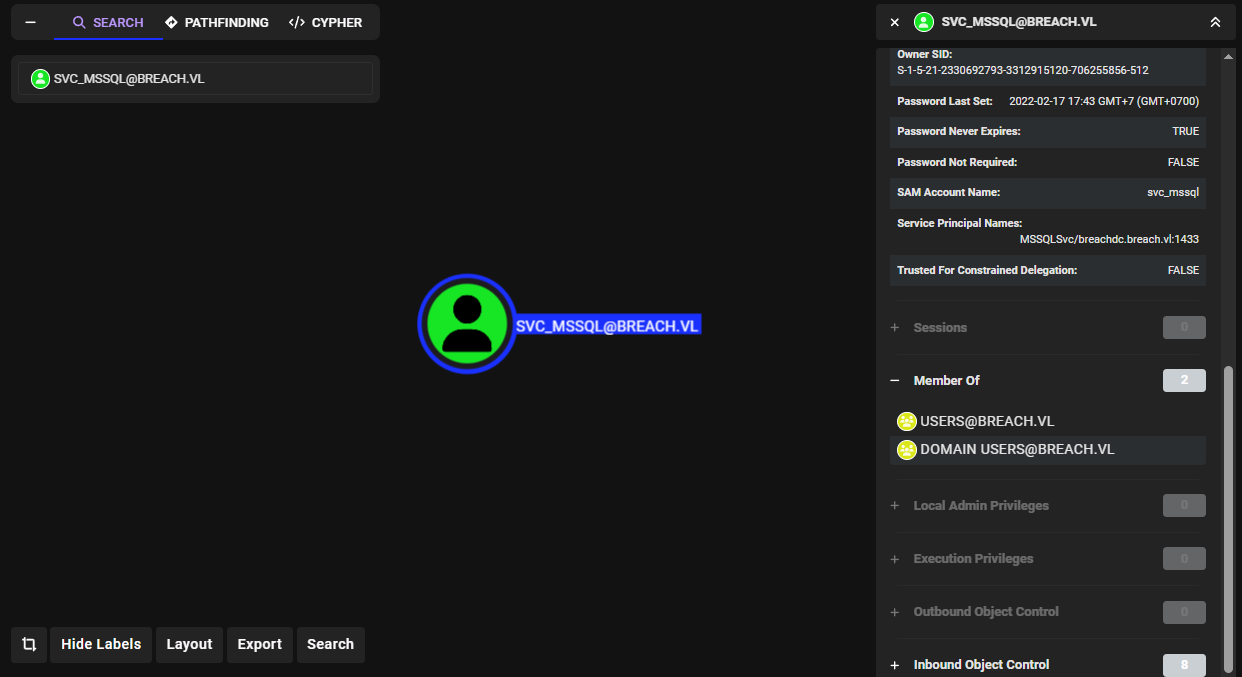 SEARCH
PATHFINDING
</> CYPHER
SVC_MSSQL@BREACH.VL
SVC_MSSQL@BREACH.VL
Hide Labels
Layout
Export
Search
SVC_MSSQL@BREACH.VL
Owner SID:
S-1-5-21-2330692793-3312915120-706255856-512
Password Last Set: 2022-02-17 17:43 GMT+7 (GMT+0700)
Password Never Expires: TRUE
Password Not Required: FALSE
SAM Account Name: svc_mssql
Service Principal Names:
MSSQLSvc/breachdc.breach.vl:1433
Trusted For Constrained Delegation: FALSE
+ Sessions 0
− Member Of 2
USERS@BREACH.VL
DOMAIN USERS@BREACH.VL
+ Local Admin Privileges 0
+ Execution Privileges 0
+ Outbound Object Control 0
+ Inbound Object Control 8